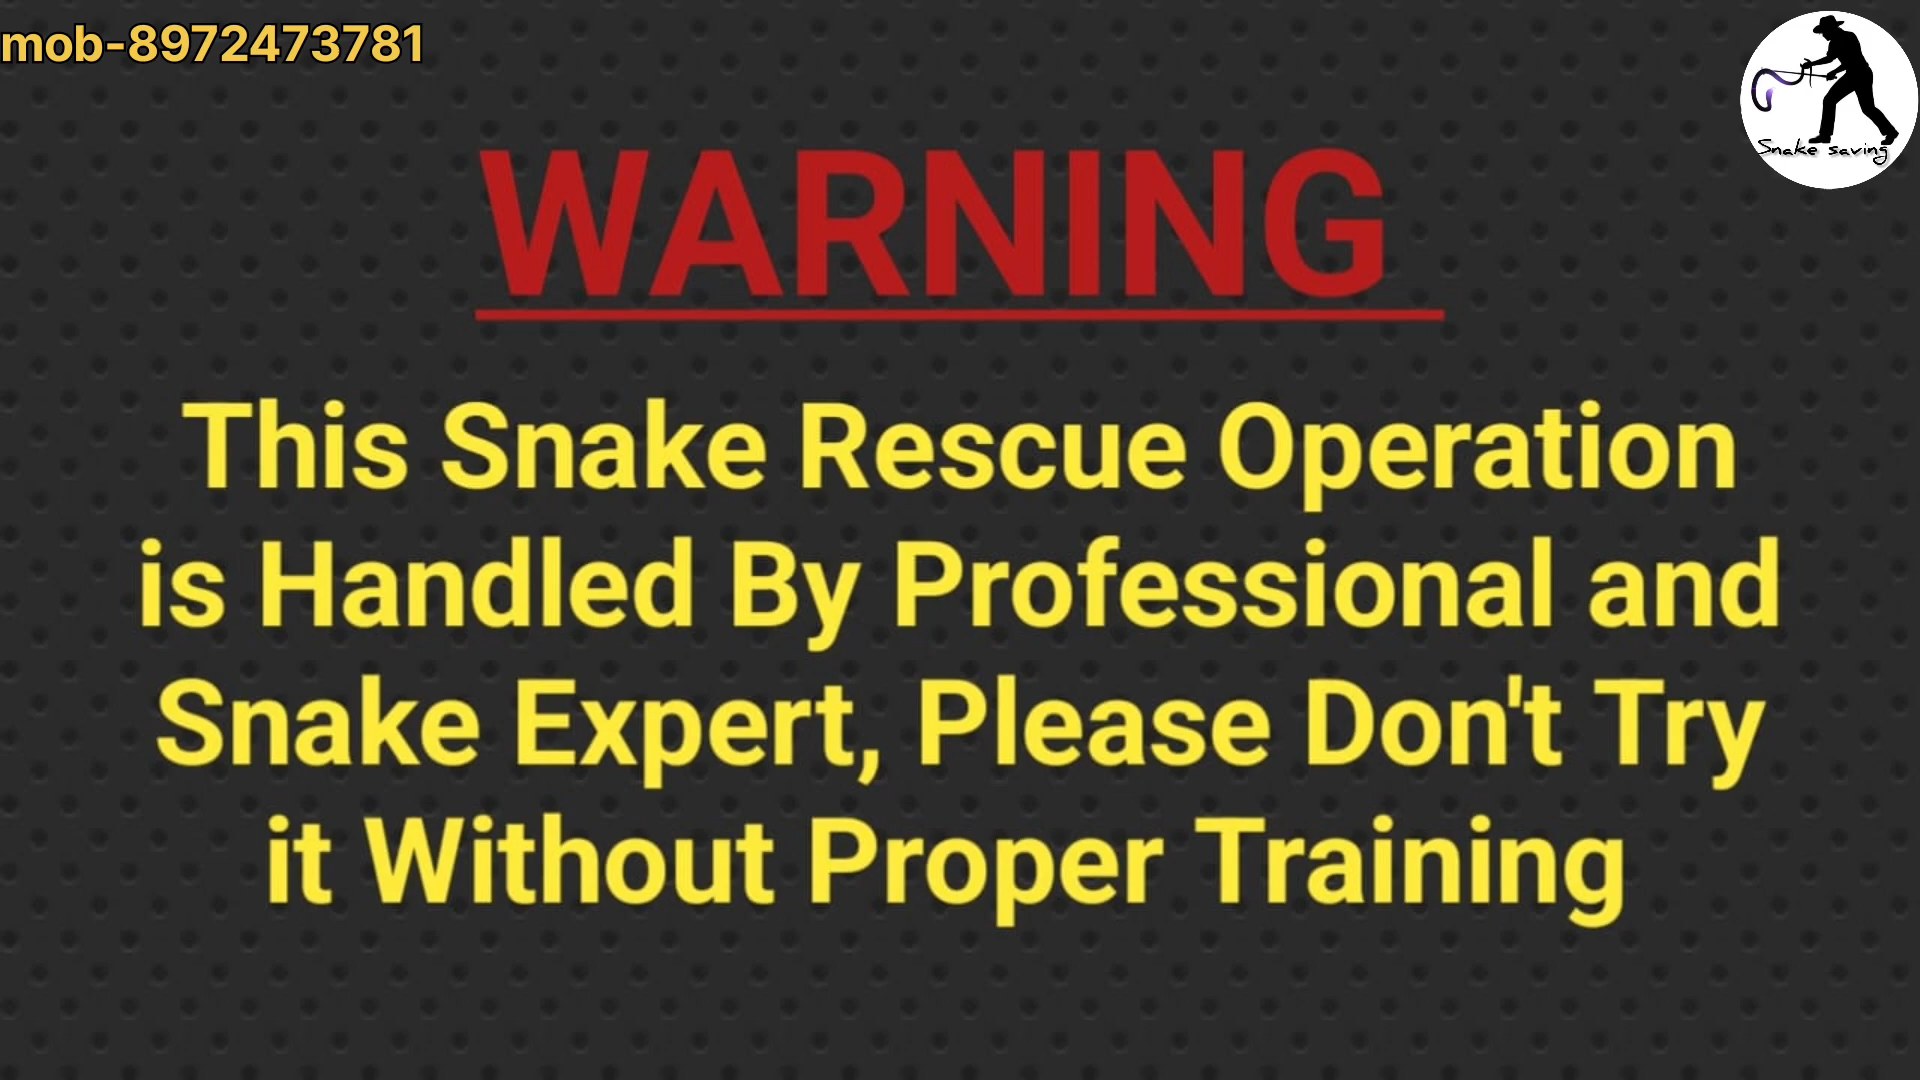 mob-8972473781
Snake saving
WARNING
This Snake Rescue Operation
is Handled By Professional and
Snake Expert, Please Don't Try
it Without Proper Training